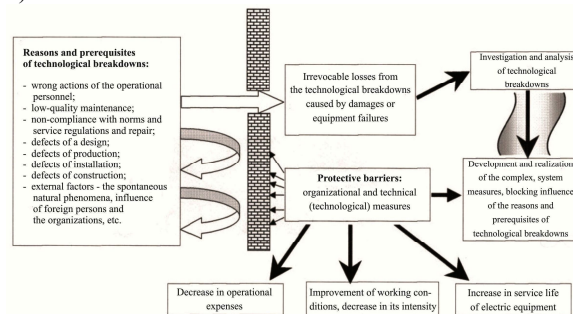 Reasons and prerequisites
of technological breakdowns:
- wrong actions of the operational
personnel;
- low-quality maintenance;
- non-compliance with norms and
service regulations and repair;
- defects of a design;
- defects of production;
- defects of installation;
- defects of construction;
- external factors - the spontaneous
natural phenomena, influence
of foreign persons and
the organizations, etc.
Irrevocable losses from
the technological breakdowns
caused by damages or
equipment failures
Investigation and analysis
of technological
breakdowns
Protective barriers:
organizational and technical
(technological) measures
Development and realization
of the complex, system
measures, blocking influence
of the reasons and
prerequisites of
technological breakdowns
Decrease in operational
expenses
Improvement of working con-
ditions, decrease in its intensity
Increase in service life
of electric equipment